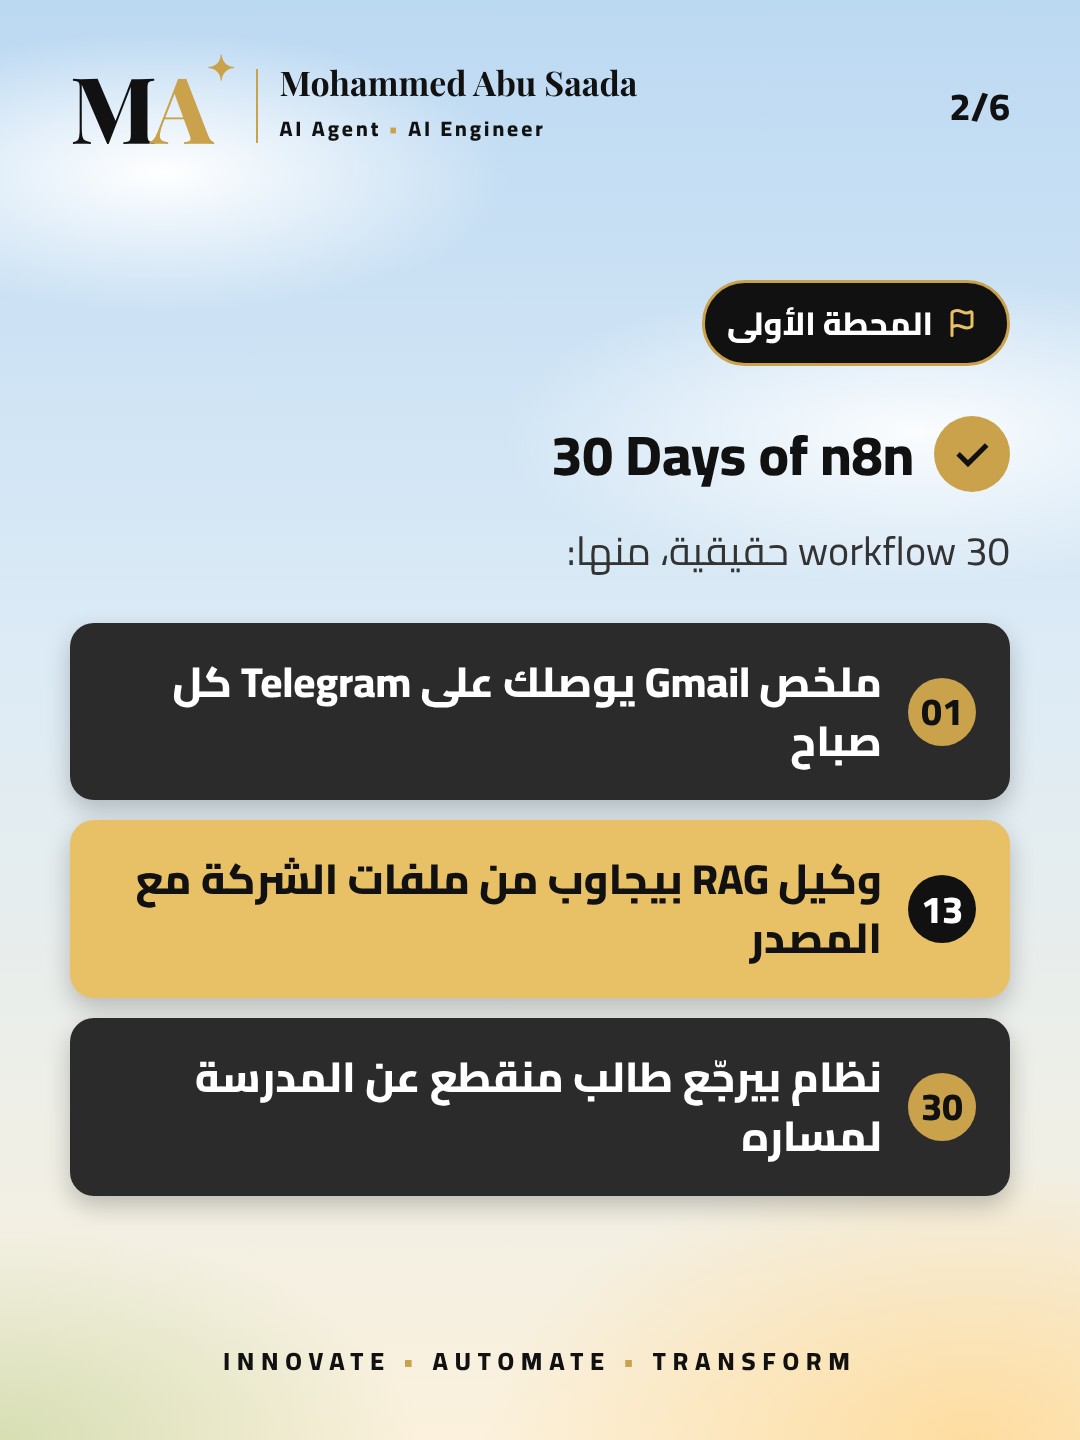 MA
Mohammed Abu Saada
AI Agent ▪ AI Engineer
2/6
المحطة الأولى
30 Days of n8n
30 workflow حقيقية، منها:
01
ملخص Gmail يوصلك على Telegram كل
صباح
13
وكيل RAG بيجاوب من ملفات الشركة مع
المصدر
30
نظام بيرجّع طالب منقطع عن المدرسة
لمساره
INNOVATE ▪ AUTOMATE ▪ TRANSFORM